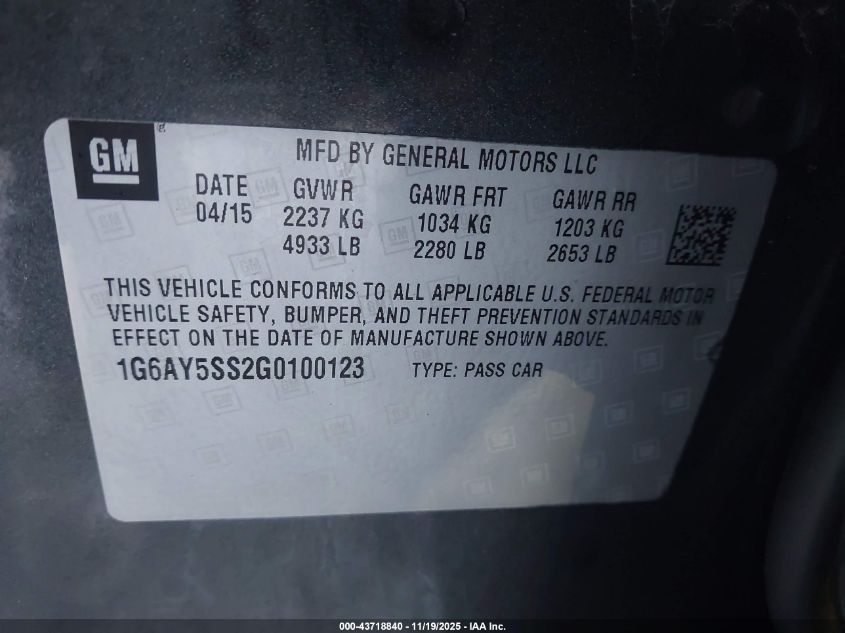 GM
MFD BY GENERAL MOTORS LLC
DATE GVWR GAWR FRT GAWR RR
04/15 2237 KG 1034 KG 1203 KG
4933 LB 2280 LB 2653 LB
THIS VEHICLE CONFORMS TO ALL APPLICABLE U.S. FEDERAL MOTOR
VEHICLE SAFETY, BUMPER, AND THEFT PREVENTION STANDARDS IN
EFFECT ON THE DATE OF MANUFACTURE SHOWN ABOVE.
1G6AY5SS2G0100123 TYPE: PASS CAR
000-43718840 - 11/19/2025 - IAA Inc.